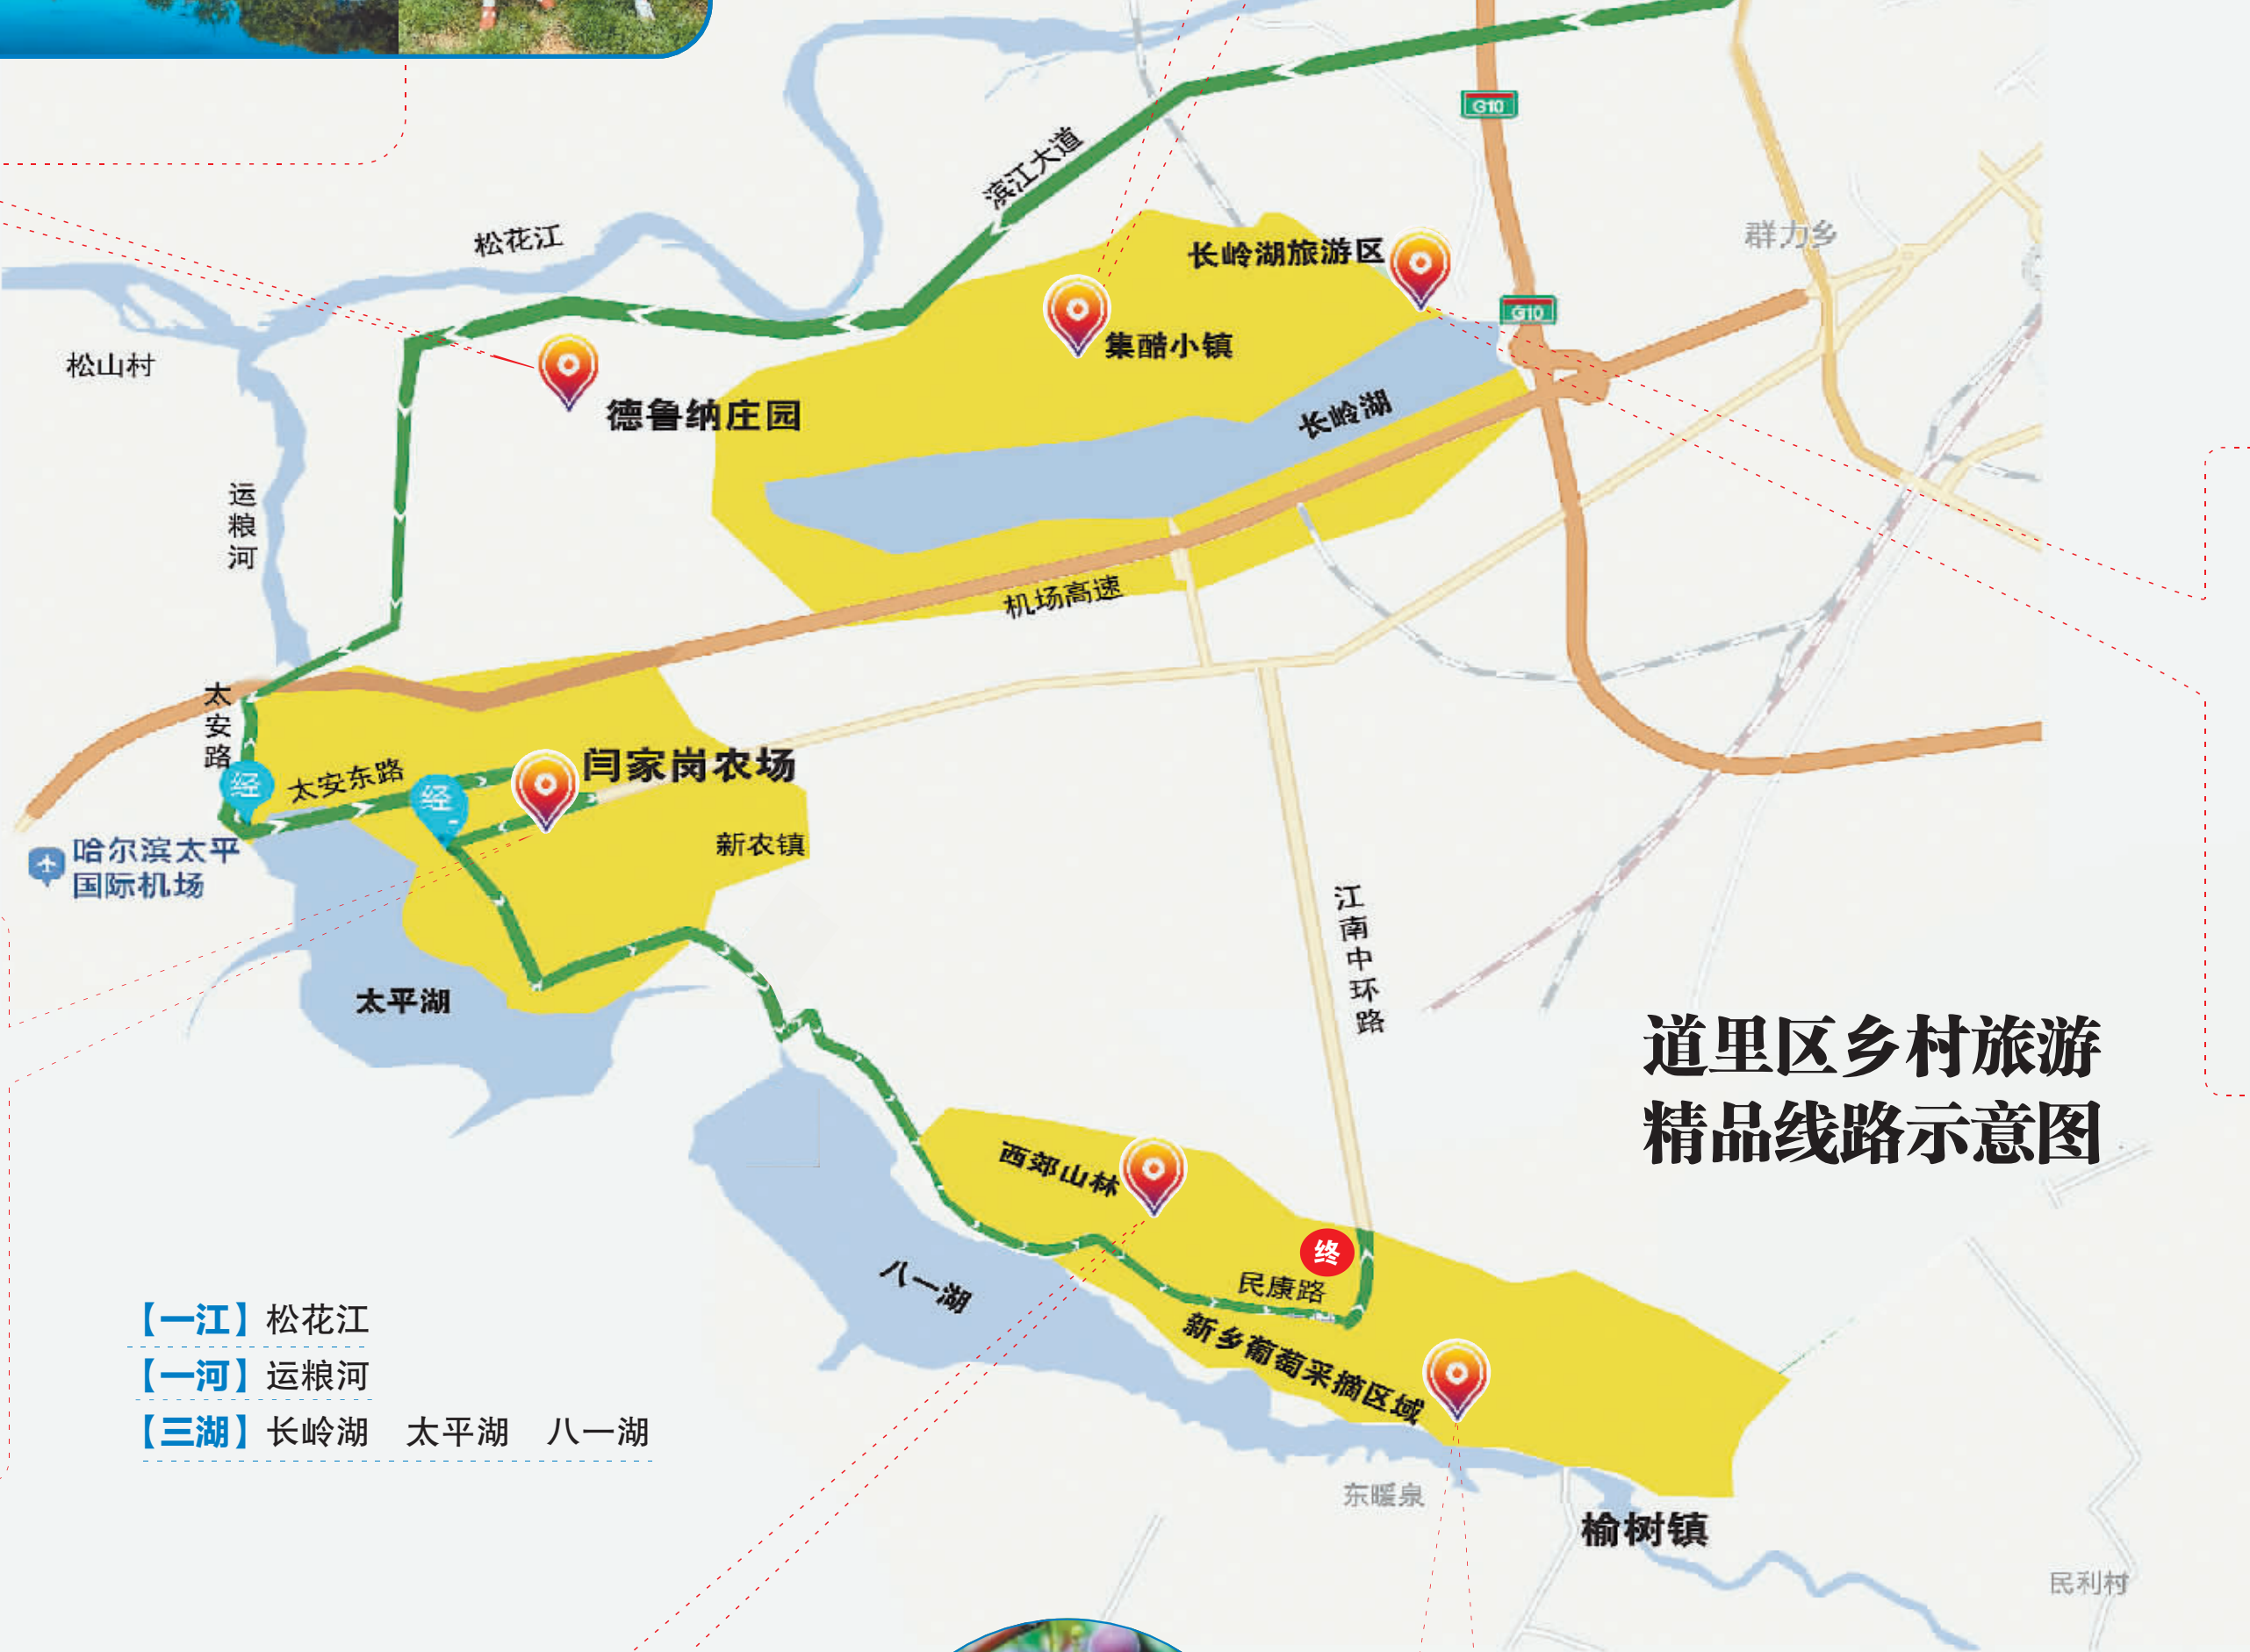 G10
滨江大道
群力乡
松花江
长岭湖旅游区
G10
集酷小镇
松山村
德鲁纳庄园
长岭湖
运粮河
机场高速
太安路
闫家岗农场
太安东路
经
经
新农镇
哈尔滨太平
国际机场
江南中环路
太平湖
道里区乡村旅游
精品线路示意图
西郊山林
终
民康路
八一湖
新乡葡萄采摘区域
【一江】松花江
【一河】运粮河
【三湖】长岭湖 太平湖 八一湖
东暖泉
榆树镇
民利村